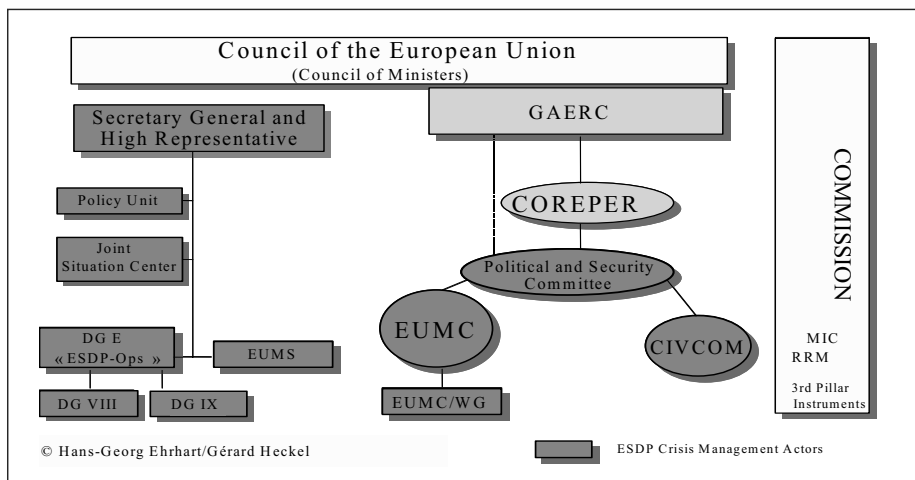 Council of the European Union
(Council of Ministers)
Secretary General and
High Representative
GAERC
Policy Unit
COREPER
Joint
Situation Center
Political and Security
Committee
DG E
« ESDP-Ops »
EUMS
EUMC
CIVCOM
DG VIII
DG IX
EUMC/WG
COMMISSION
MIC
RRM
3rd Pillar
Instruments
© Hans-Georg Ehrhart/Gérard Heckel
ESDP Crisis Management Actors